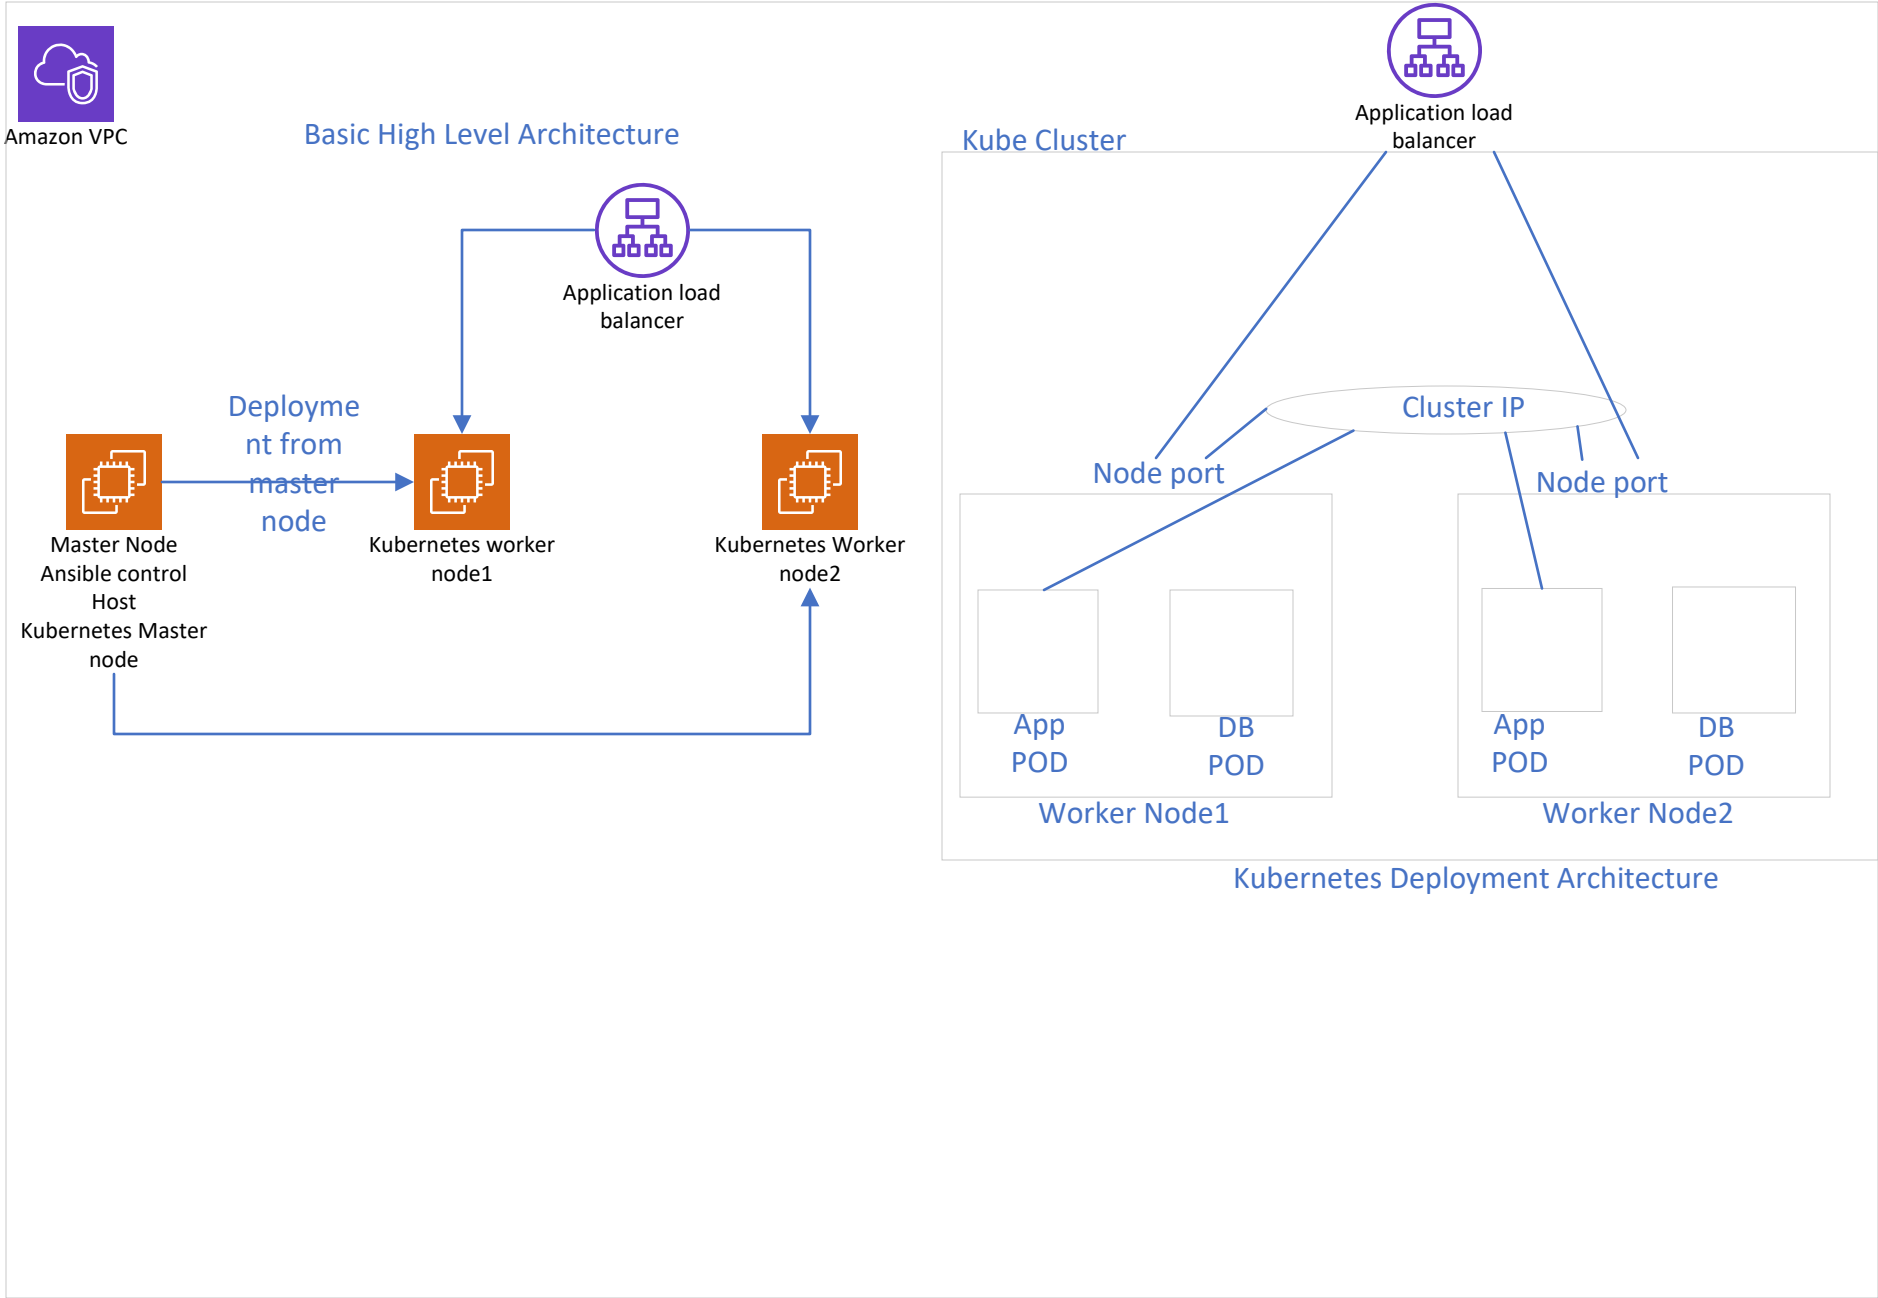 Amazon VPC
Basic High Level Architecture
Application load
balancer
Deployme
nt from
master
node
Master Node
Ansible control
Host
Kubernetes Master
node
Kubernetes worker
node1
Kubernetes Worker
node2
Application load
balancer
Kube Cluster
Cluster IP
Node port
Node port
App
POD
DB
POD
App
POD
DB
POD
Worker Node1
Worker Node2
Kubernetes Deployment Architecture